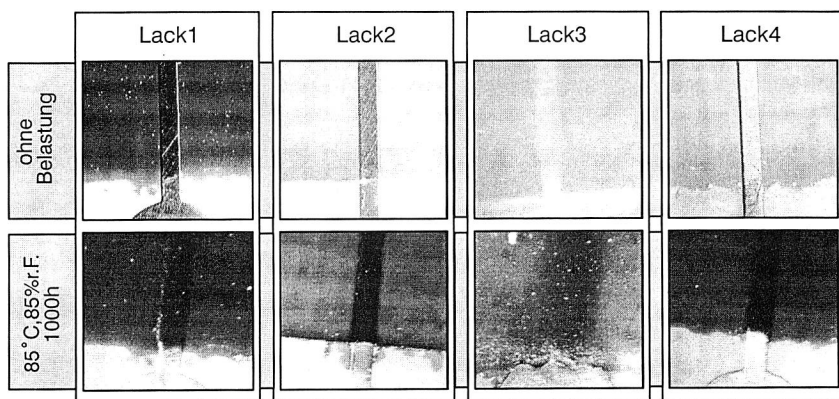 Lack1
Lack2
Lack3
Lack4
ohne
Belastung
85°C,85%r.F.
1000h